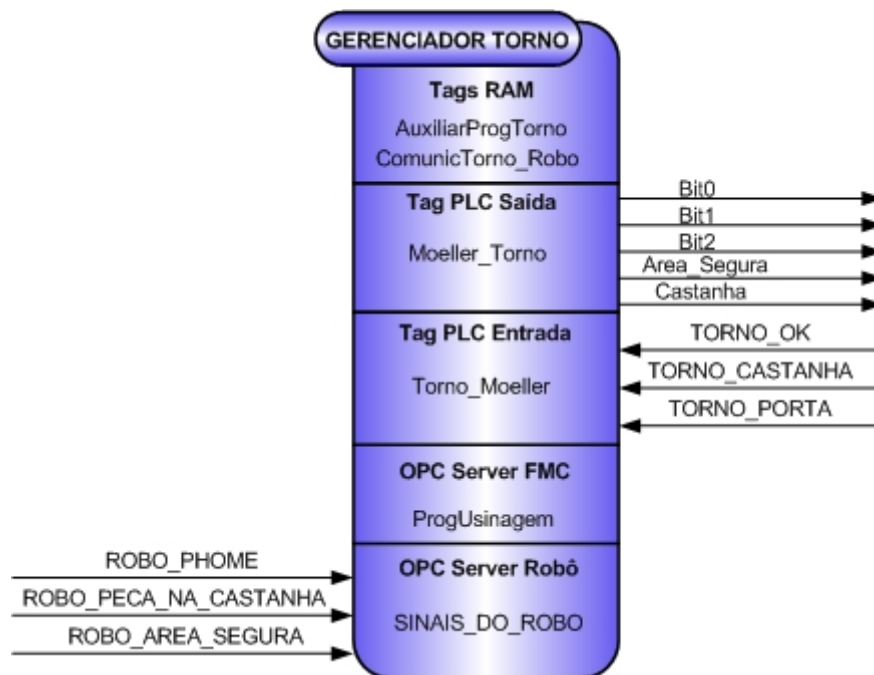 GERENCIADOR TORNO
Tags RAM
AuxiliarProgTorno
ComunicTorno_Robo
Tag PLC Saída
Moeller_Torno
Bit0
Bit1
Bit2
Area_Segura
Castanha
Tag PLC Entrada
Torno_Moeller
TORNO_OK
TORNO_CASTANHA
TORNO_PORTA
OPC Server FMC
ProgUsinagem
OPC Server Robô
SINAIS_DO_ROBO
ROBO_PHOME
ROBO_PECA_NA_CASTANHA
ROBO_AREA_SEGURA